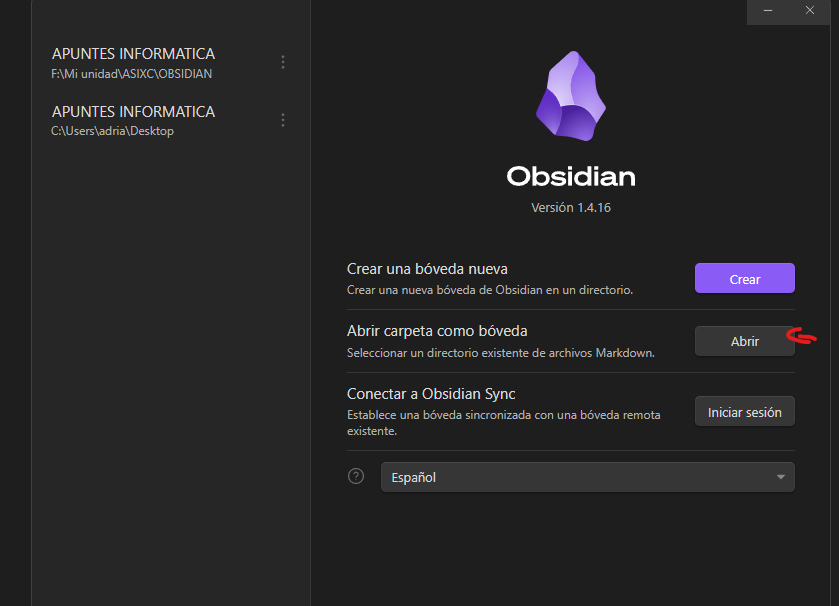 APUNTES INFORMATICA
F:\Mi unidad\ASIXC\OBSIDIAN
APUNTES INFORMATICA
C:\Users\adria\Desktop
Obsidian
Versión 1.4.16
Crear una bóveda nueva
Crear una nueva bóveda de Obsidian en un directorio.
Crear
Abrir carpeta como bóveda
Seleccionar un directorio existente de archivos Markdown.
Abrir
Conectar a Obsidian Sync
Establece una bóveda sincronizada con una bóveda remota
existente.
Iniciar sesión
Español